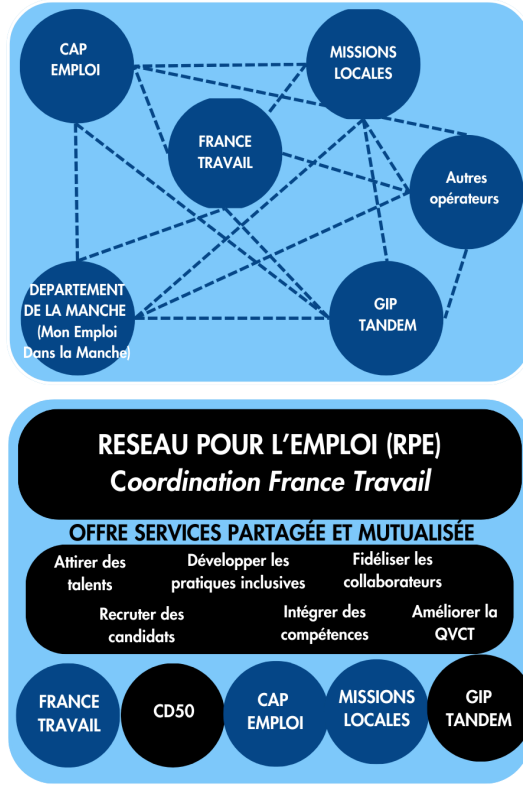 CAP
EMPLOI
MISSIONS
LOCALES
FRANCE
TRAVAIL
Autres
opérateurs
DEPARTEMENT
DE LA MANCHE
(Mon Emploi
Dans la Manche)
GIP
TANDEM
RESEAU POUR L'EMPLOI (RPE)
Coordination France Travail
OFFRE SERVICES PARTAGÉE ET MUTUALISÉE
Attirer des
talents
Développer les
pratiques inclusives
Fidéliser les
collaborateurs
Recruter des
candidats
Intégrer des
compétences
Améliorer la
QVCT
FRANCE
TRAVAIL
CD50
CAP
EMPLOI
MISSIONS
LOCALES
GIP
TANDEM